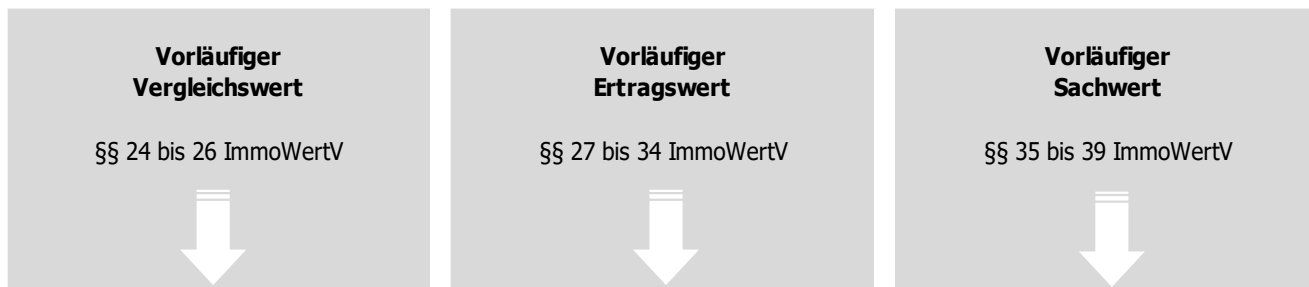 Vorläufiger
Vergleichswert
§§ 24 bis 26 ImmoWertV
Vorläufiger
Ertragswert
§§ 27 bis 34 ImmoWertV
Vorläufiger
Sachwert
§§ 35 bis 39 ImmoWertV